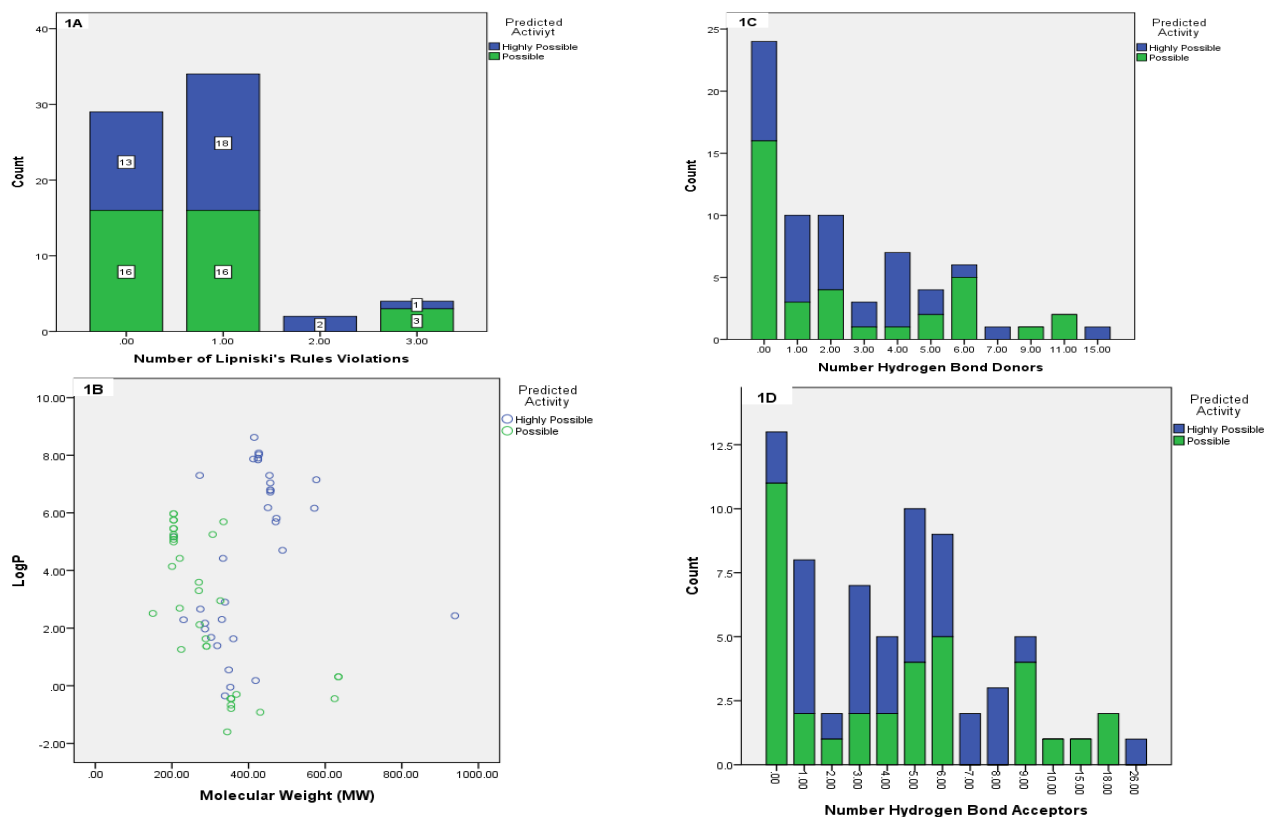 1A
Predicted
Activiyt
Highly Possible
Possible
40
30
20
10
0
Count
13
16
18
16
2
1
3
.00 1.00 2.00 3.00
Number of Lipniski's Rules Violations
1C
Predicted
Activity
Highly Possible
Possible
25
20
15
10
5
0
Count
.00 1.00 2.00 3.00 4.00 5.00 6.00 7.00 9.00 11.00 15.00
Number Hydrogen Bond Donors
1B
Predicted
Activity
Highly Possible
Possible
10.00
8.00
6.00
4.00
2.00
.00
-2.00
LogP
.00 200.00 400.00 600.00 800.00 1000.00
Molecular Weight (MW)
1D
Predicted
Activity
Highly Possible
Possible
12.5
10.0
7.5
5.0
2.5
0.0
Count
.00 1.00 2.00 3.00 4.00 5.00 6.00 7.00 8.00 9.00 10.00 15.00 18.00 26.00
Number Hydrogen Bond Acceptors